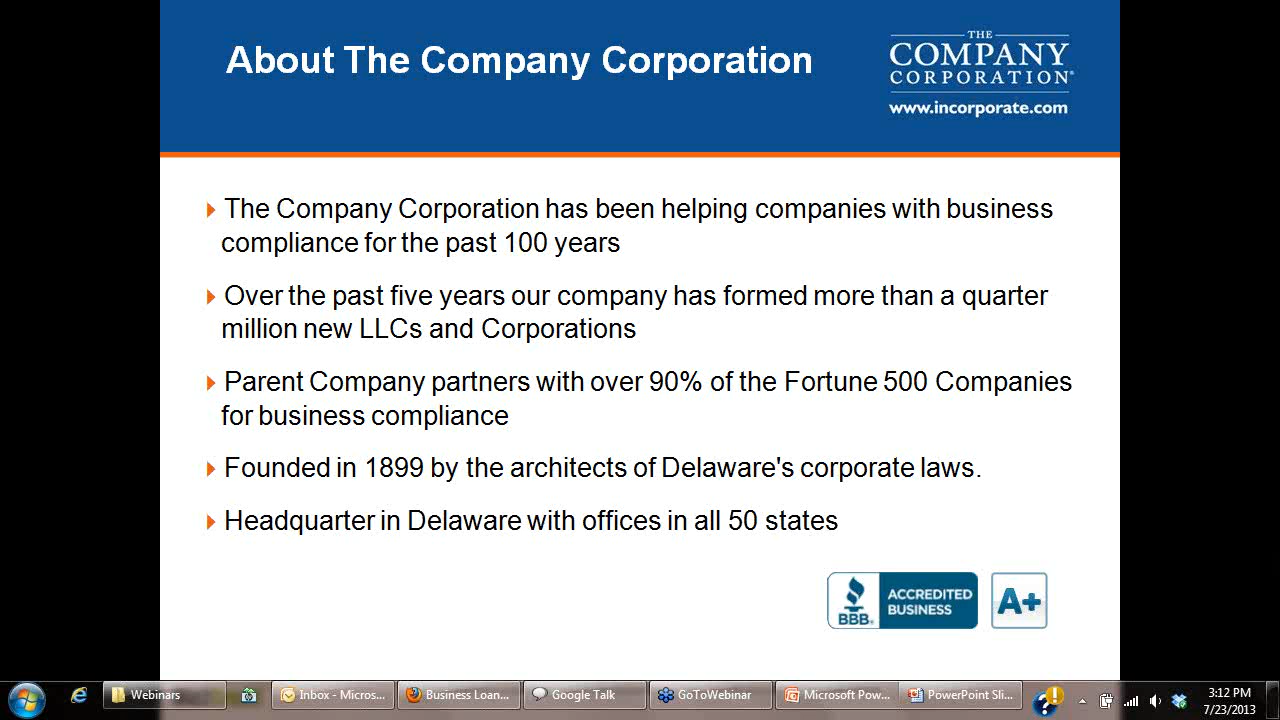 About The Company Corporation
THE
COMPANY
CORPORATION®
www.incorporate.com
The Company Corporation has been helping companies with business
compliance for the past 100 years
Over the past five years our company has formed more than a quarter
million new LLCs and Corporations
Parent Company partners with over 90% of the Fortune 500 Companies
for business compliance
Founded in 1899 by the architects of Delaware's corporate laws.
Headquarter in Delaware with offices in all 50 states
BBB.
ACCREDITED
BUSINESS
A+
Webinars
Inbox - Micros...
Business Loan...
Google Talk
GoToWebinar
Microsoft Pow...
PowerPoint Sli...
3:12 PM
7/23/2013